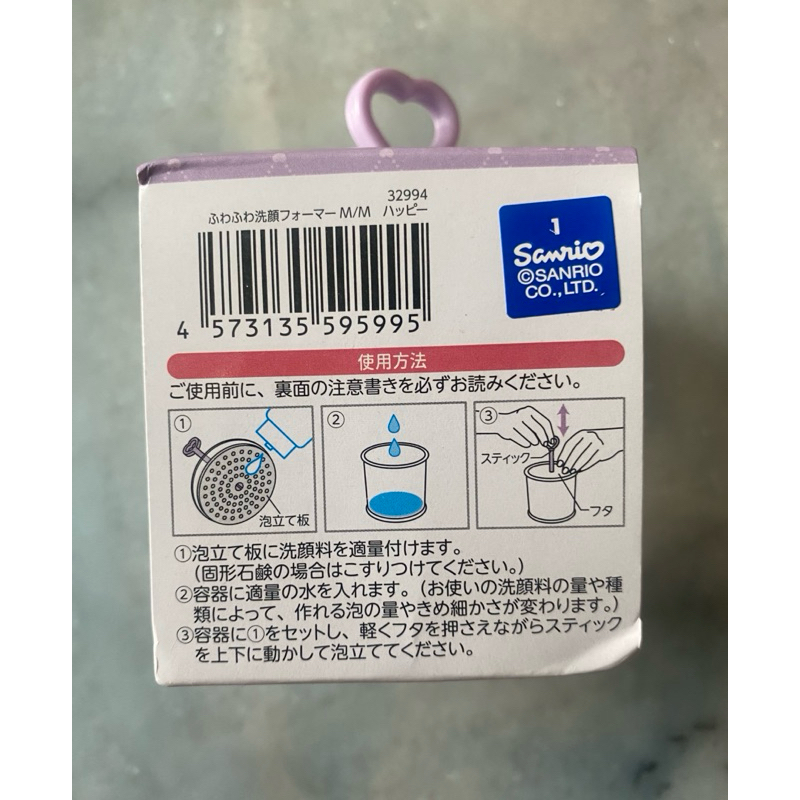 32994
ふわふわ洗顔フォーマー M/M ハッピー
4 573135 595995
1
Sanrio
©SANRIO
CO.,LTD.
使用方法
ご使用前に、裏面の注意書きを必ずお読みください。
①
泡立て板
②
③
スティック
フタ
①泡立て板に洗顔料を適量付けます。
(固形石鹸の場合はこすりつけてください。)
②容器に適量の水を入れます。(お使いの洗顔料の量や種
類によって、作れる泡の量やきめ細かさが変わります。)
③容器に①をセットし、軽くフタを押さえながらスティック
を上下に動かして泡立ててください。